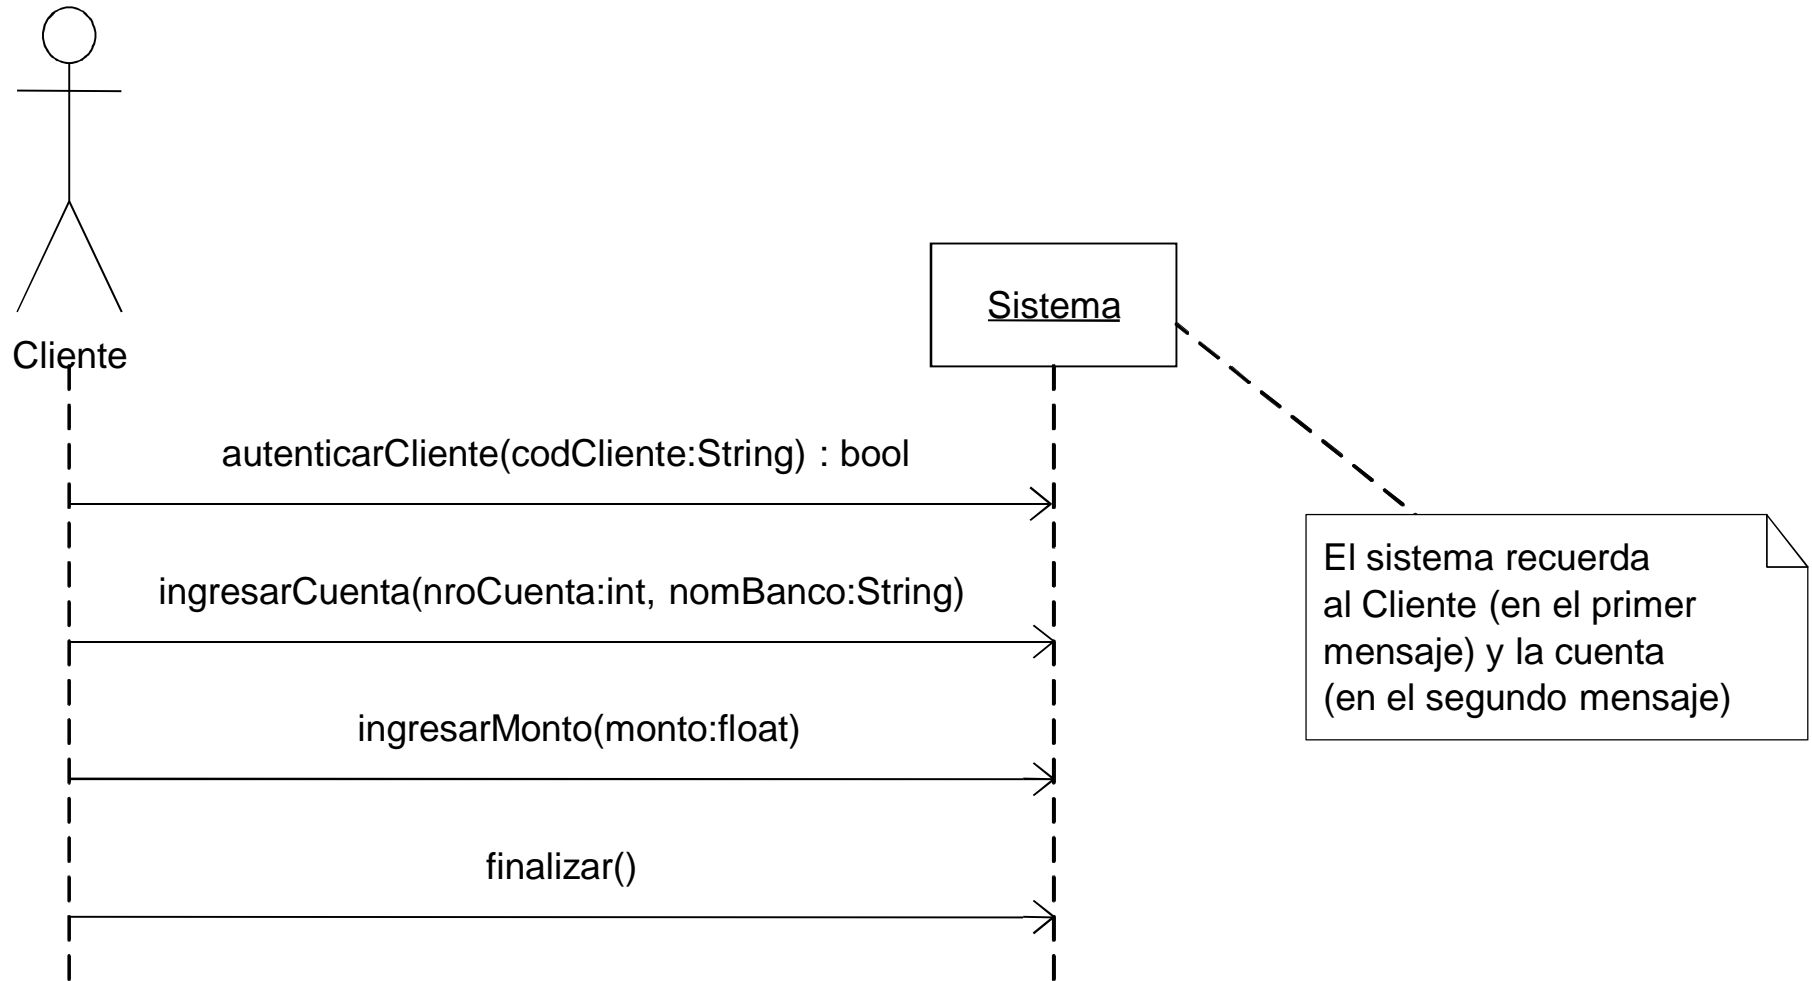 Cliente
Sistema
autenticarCliente(codCliente:String) : bool
ingresarCuenta(nroCuenta:int, nomBanco:String)
ingresarMonto(monto:float)
finalizar()
El sistema recuerda
al Cliente (en el primer
mensaje) y la cuenta
(en el segundo mensaje)